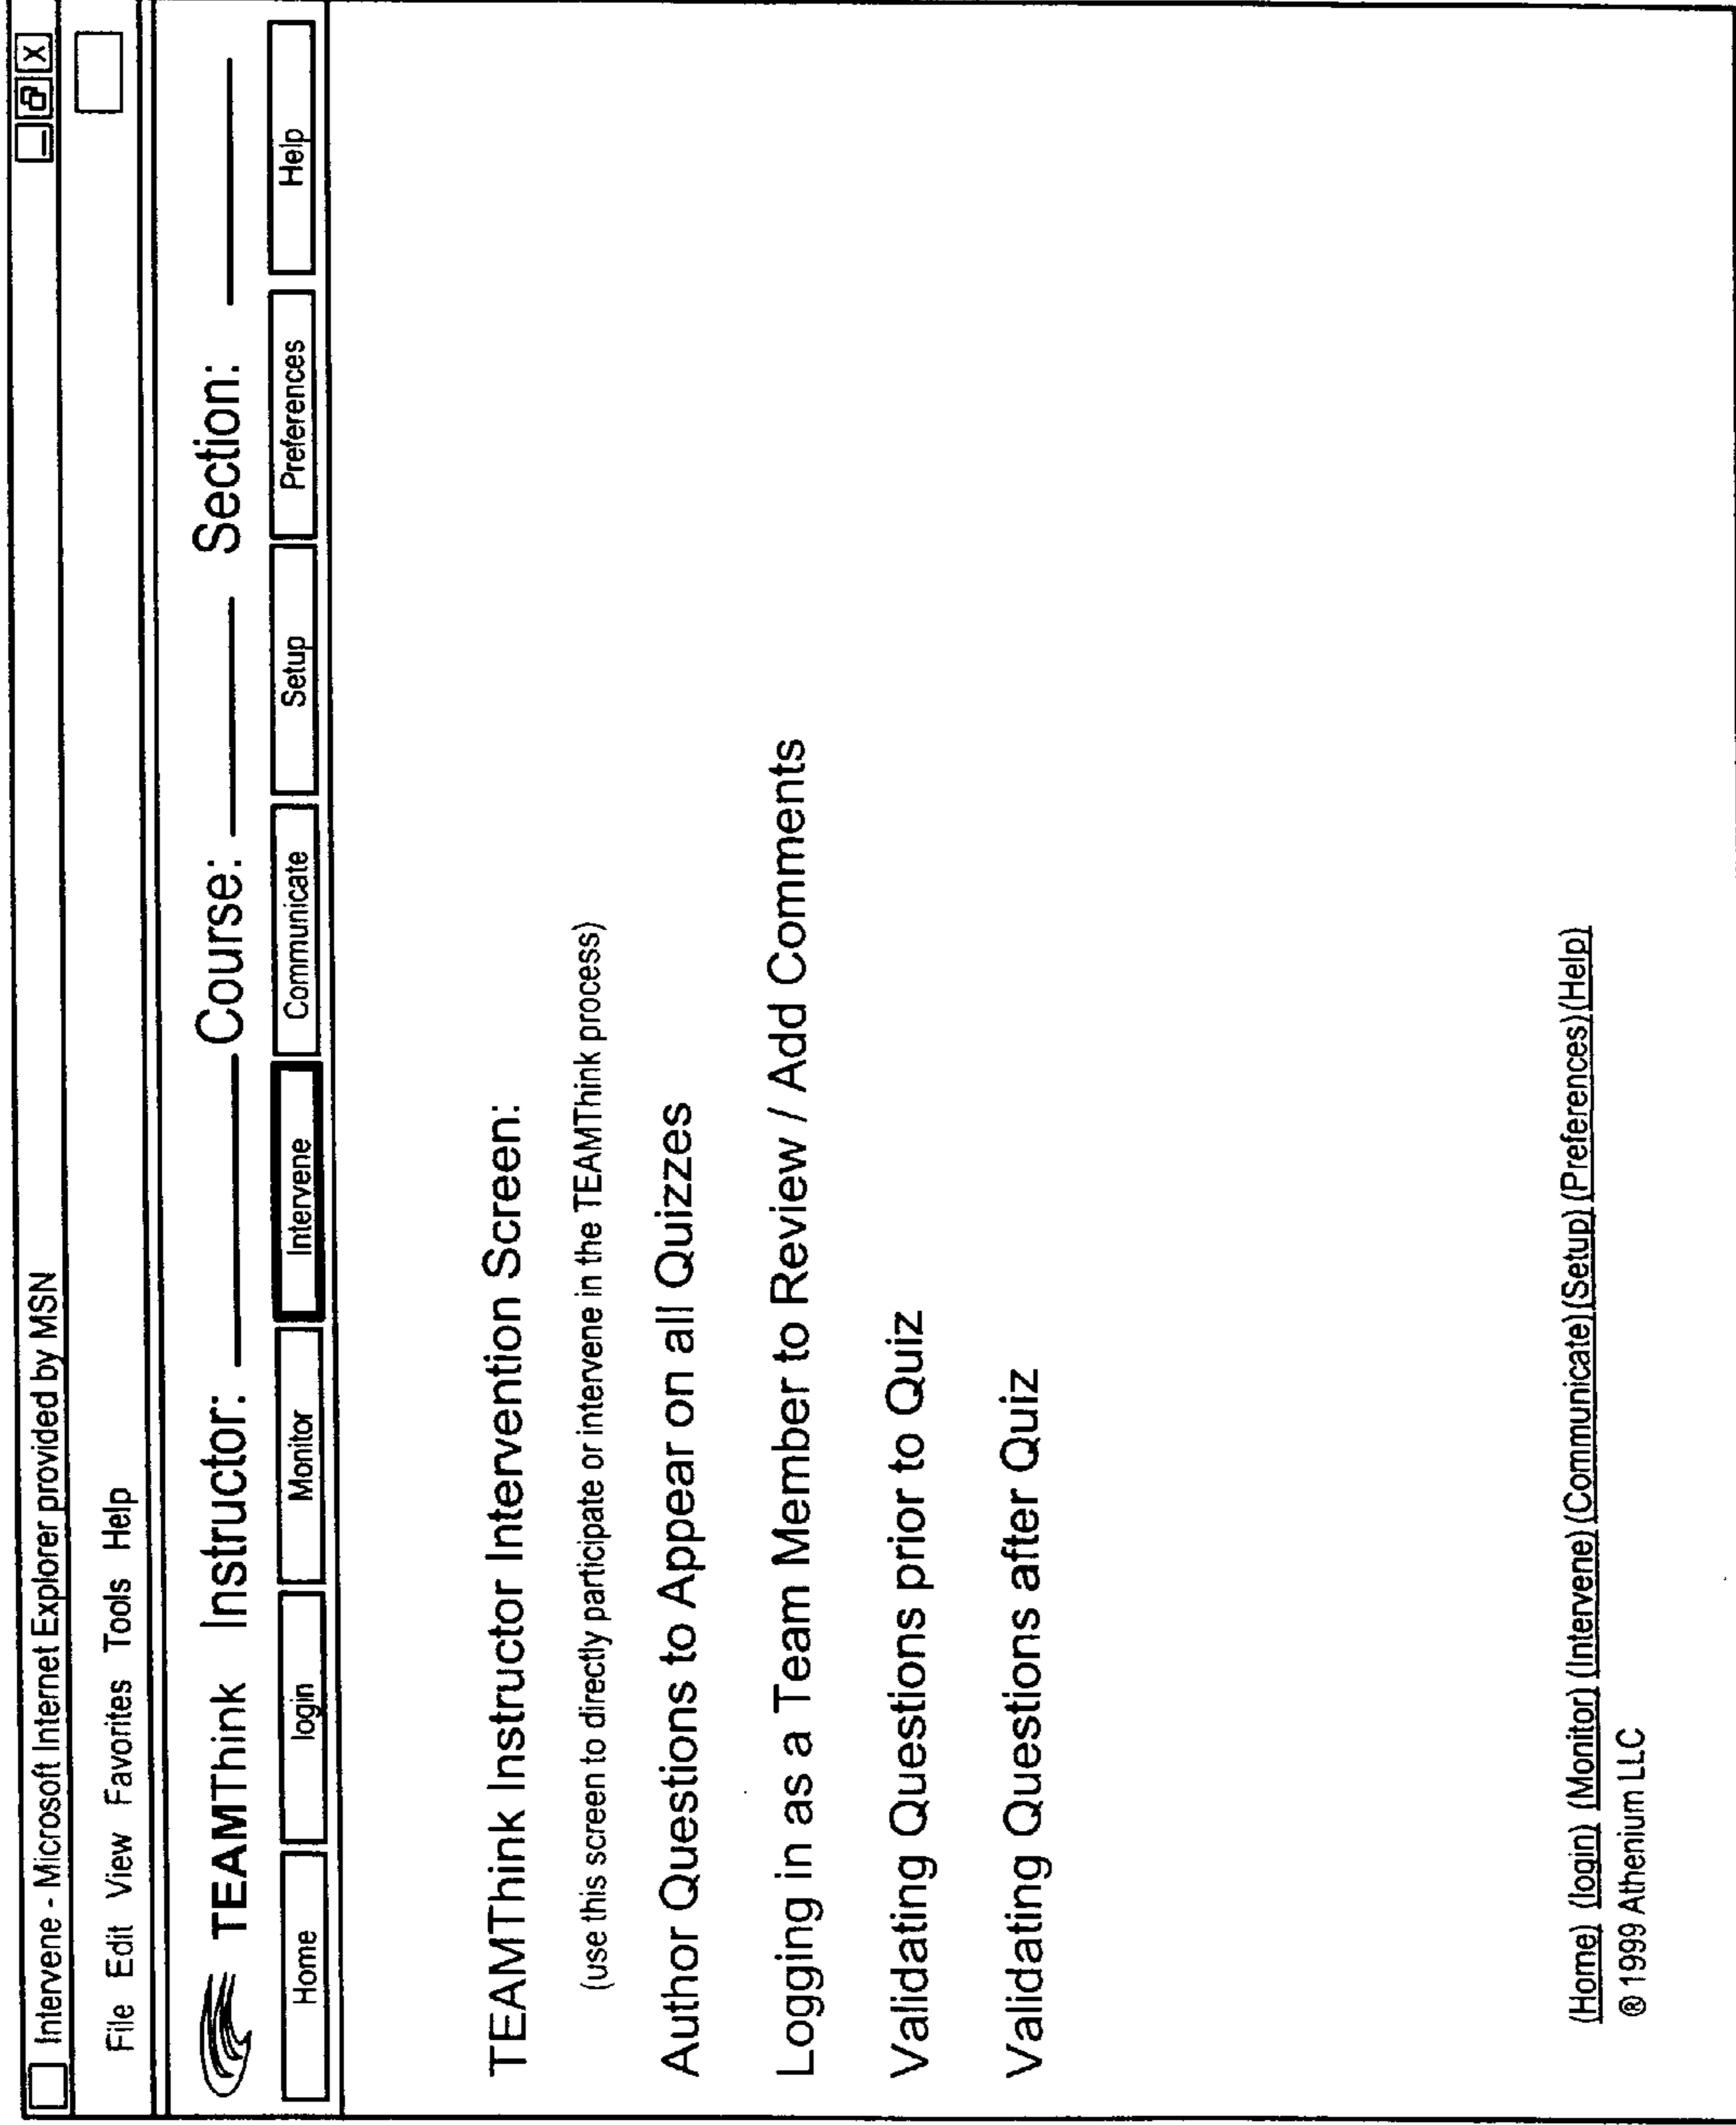 Intervene - Microsoft Internet Explorer provided by MSN
File Edit View Favorites Tools Help
TEAMThink Instructor: Course: Section:
Home login Monitor Intervene Communicate Setup Preferences Help
TEAMThink Instructor Intervention Screen:
(use this screen to directly participate or intervene in the TEAMThink process)
Author Questions to Appear on all Quizzes
Logging in as a Team Member to Review / Add Comments
Validating Questions prior to Quiz
Validating Questions after Quiz
(Home) (login) (Monitor) (Intervene) (Communicate) (Setup) (Preferences) (Help)
® 1999 Athenium LLC